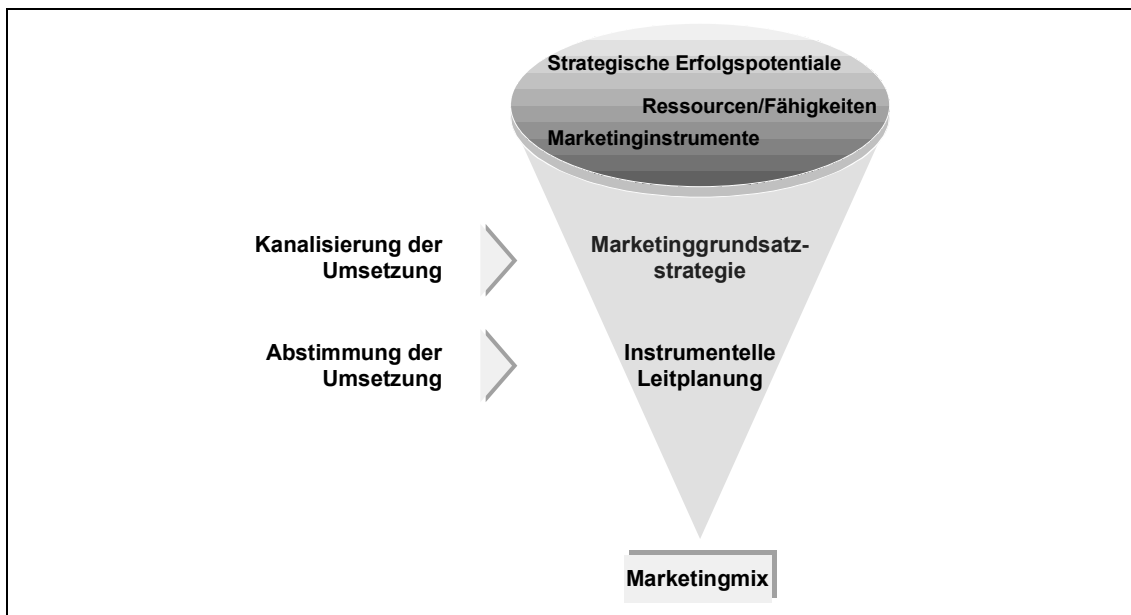 Strategische Erfolgspotentiale
Ressourcen/Fähigkeiten
Marketinginstrumente
Kanalisierung der
Umsetzung
Marketinggrundsatz-
strategie
Abstimmung der
Umsetzung
Instrumentelle
Leitplanung
Marketingmix